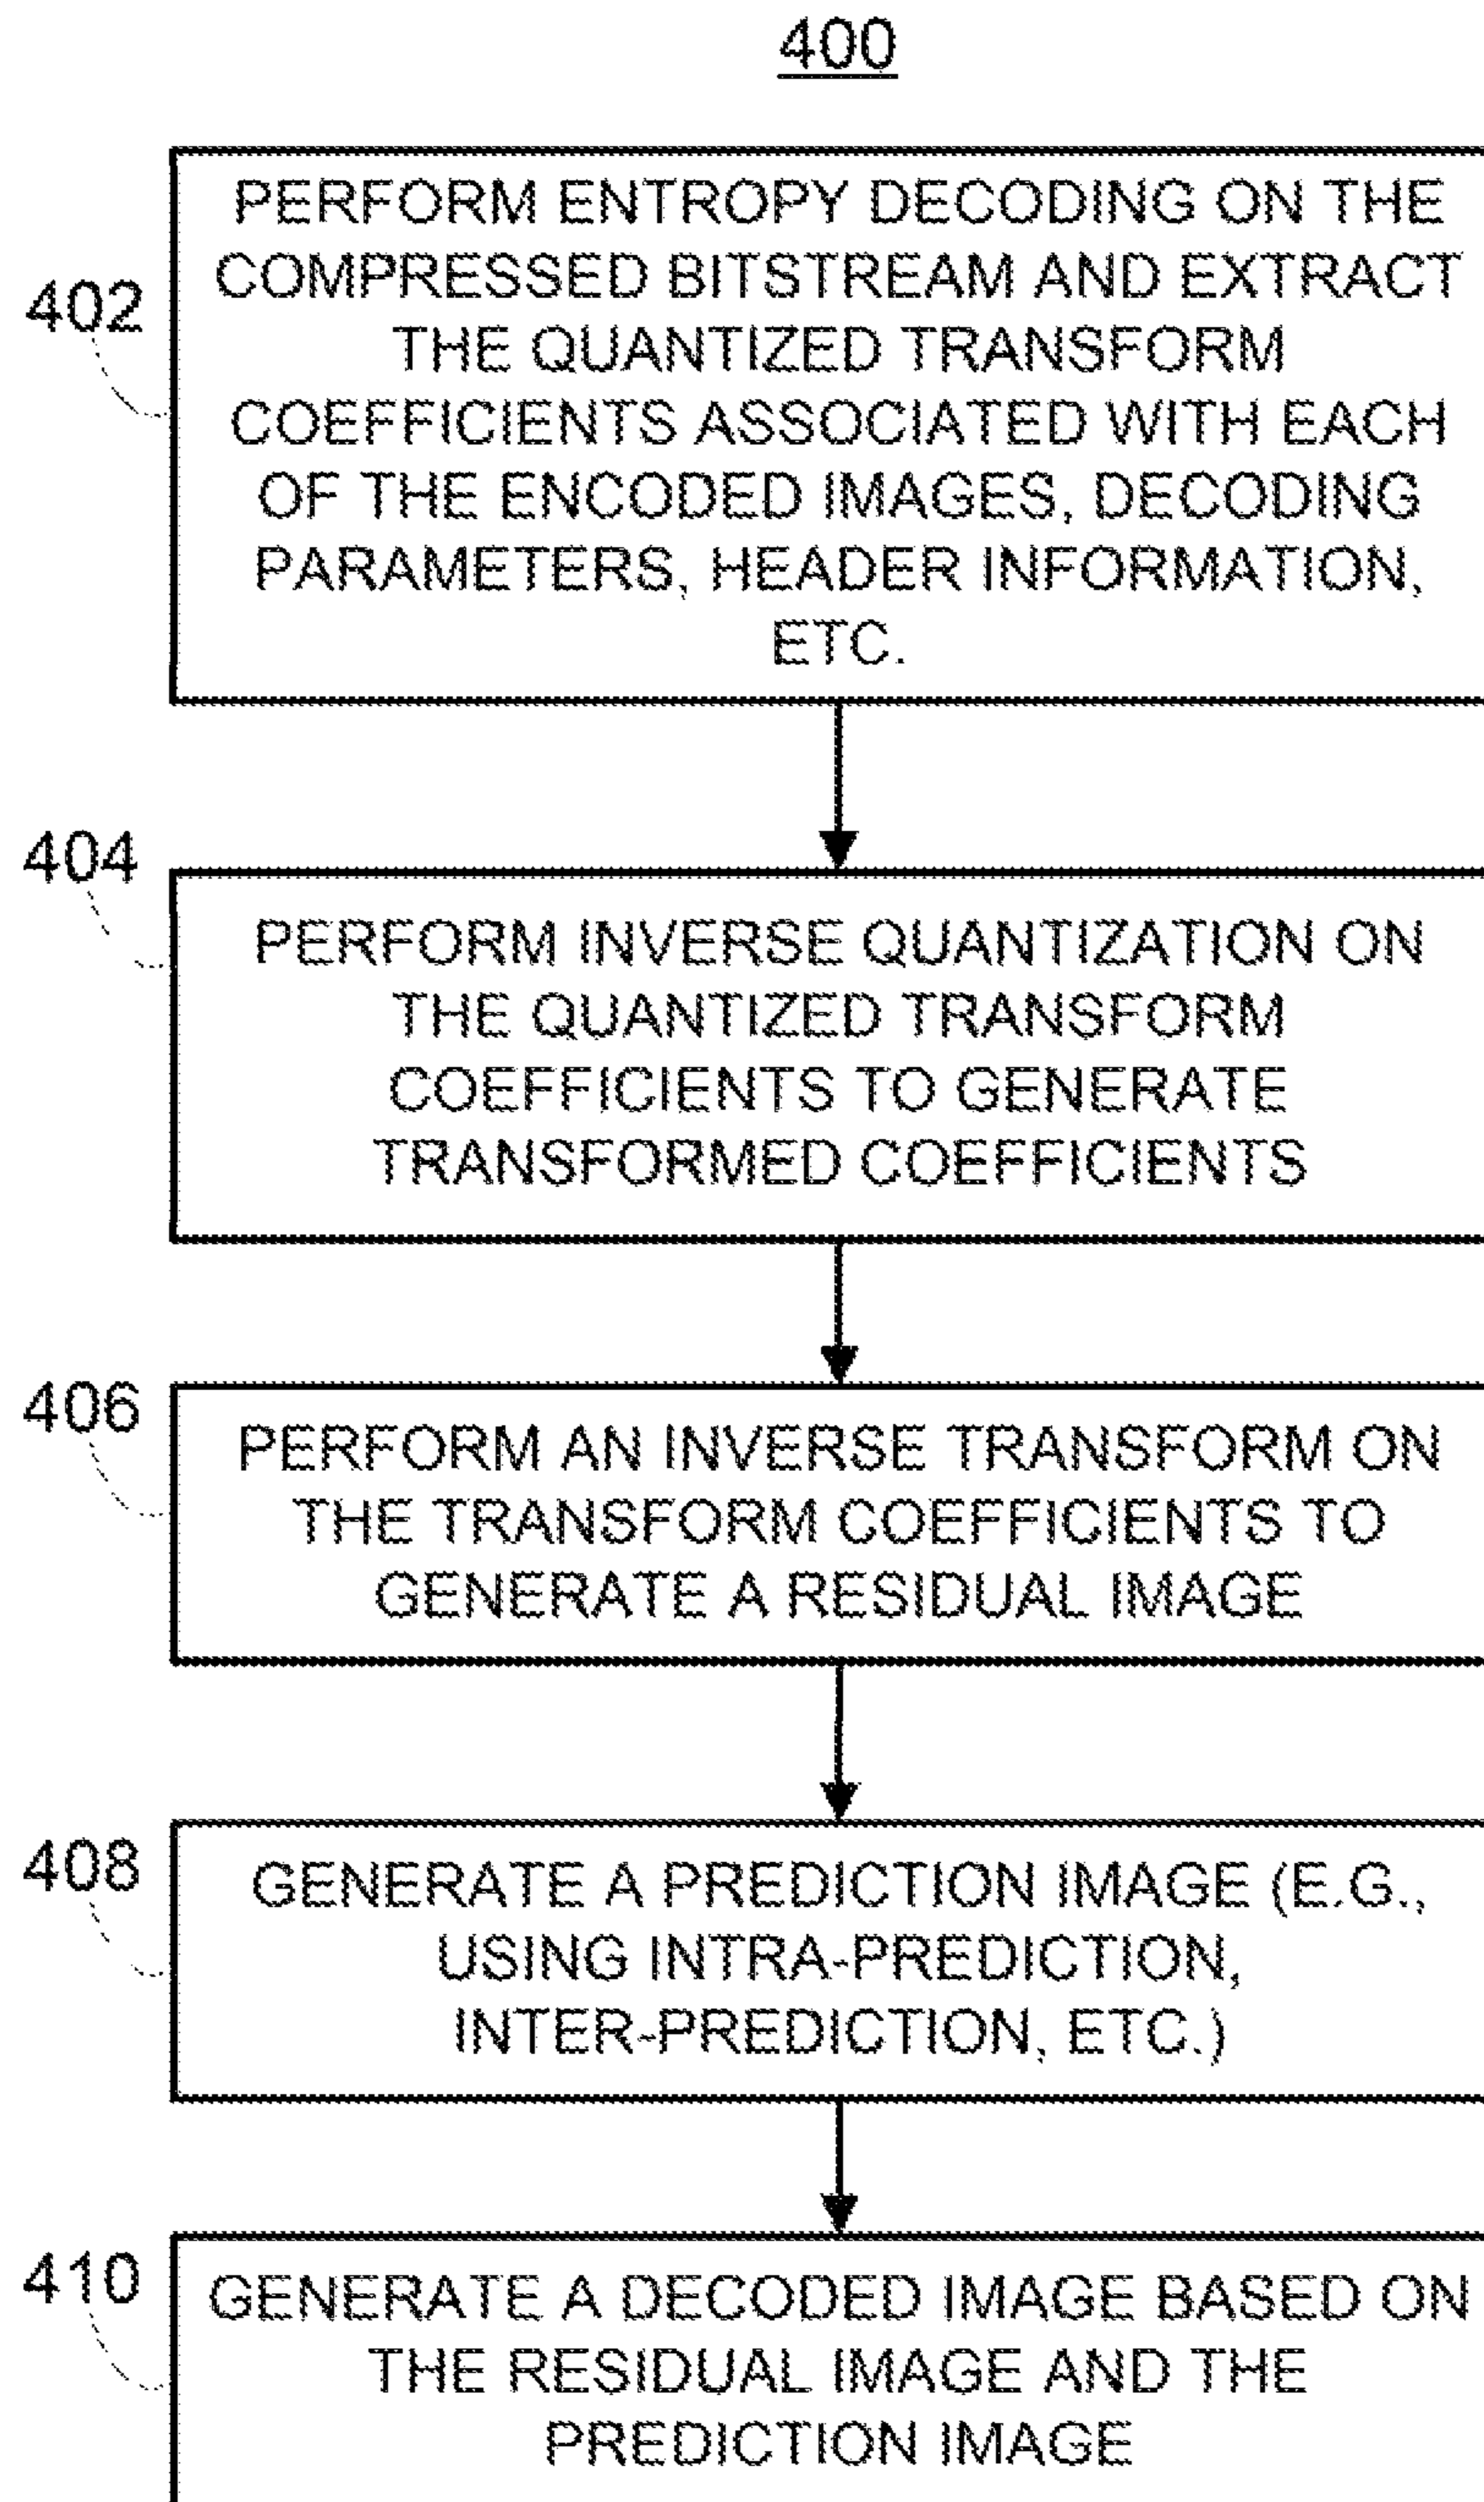 400
402
PERFORM ENTROPY DECODING ON THE
COMPRESSED BITSTREAM AND EXTRACT
THE QUANTIZED TRANSFORM
COEFFICIENTS ASSOCIATED WITH EACH
OF THE ENCODED IMAGES, DECODING
PARAMETERS, HEADER INFORMATION,
ETC.
404
PERFORM INVERSE QUANTIZATION ON
THE QUANTIZED TRANSFORM
COEFFICIENTS TO GENERATE
TRANSFORMED COEFFICIENTS
406
PERFORM AN INVERSE TRANSFORM ON
THE TRANSFORM COEFFICIENTS TO
GENERATE A RESIDUAL IMAGE
408
GENERATE A PREDICTION IMAGE (E.G.,
USING INTRA-PREDICTION,
INTER-PREDICTION, ETC.)
410
GENERATE A DECODED IMAGE BASED ON
THE RESIDUAL IMAGE AND THE
PREDICTION IMAGE